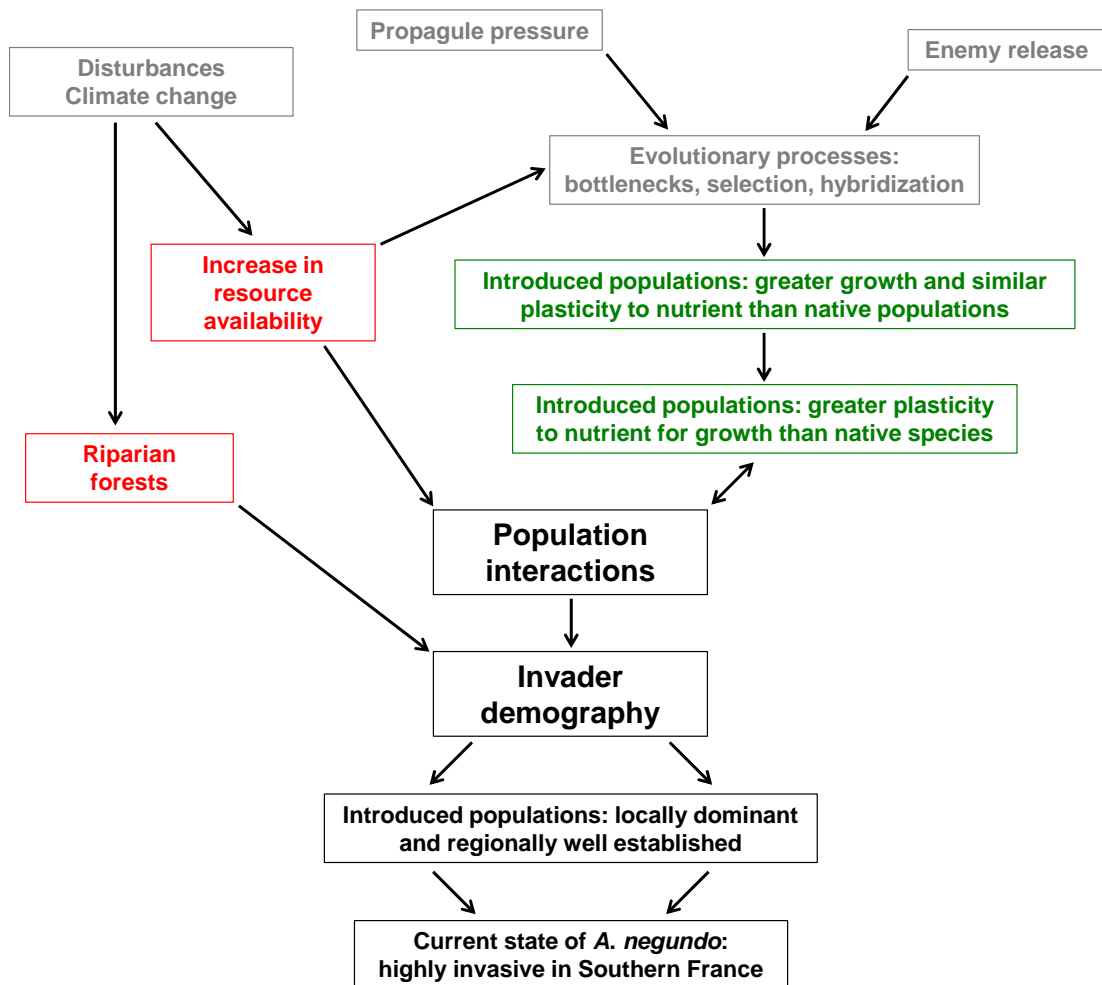 Propagule pressure
Enemy release
Disturbances
Climate change
Evolutionary processes:
bottlenecks, selection, hybridization
Increase in
resource
availability
Introduced populations: greater growth and similar
plasticity to nutrient than native populations
Introduced populations: greater plasticity
to nutrient for growth than native species
Riparian
forests
Population
interactions
Invader
demography
Introduced populations: locally dominant
and regionally well established
Current state of A. negundo:
highly invasive in Southern France